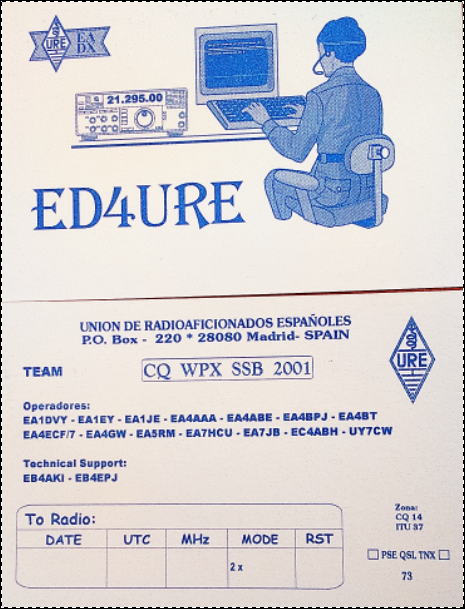 URE
EA
DX
21.295.00
ED4URE
UNION DE RADIOAFICIONADOS ESPAÑOLES
P.O. Box - 220 * 28080 Madrid- SPAIN
URE
TEAM
CQ WPX SSB 2001
Operadores:
EA1DVY - EA1EY - EA1JE - EA4AAA - EA4ABE - EA4BPJ - EA4BT
EA4ECF/7 - EA4GW - EA5RM - EA7HCU - EA7JB - EC4ABH - UY7CW
Technical Support:
EB4AKI - EB4EPJ
To Radio:
DATE UTC MHz MODE RST
2 x
Zona:
CQ 14
ITU 37
PSE QSL TNX
73